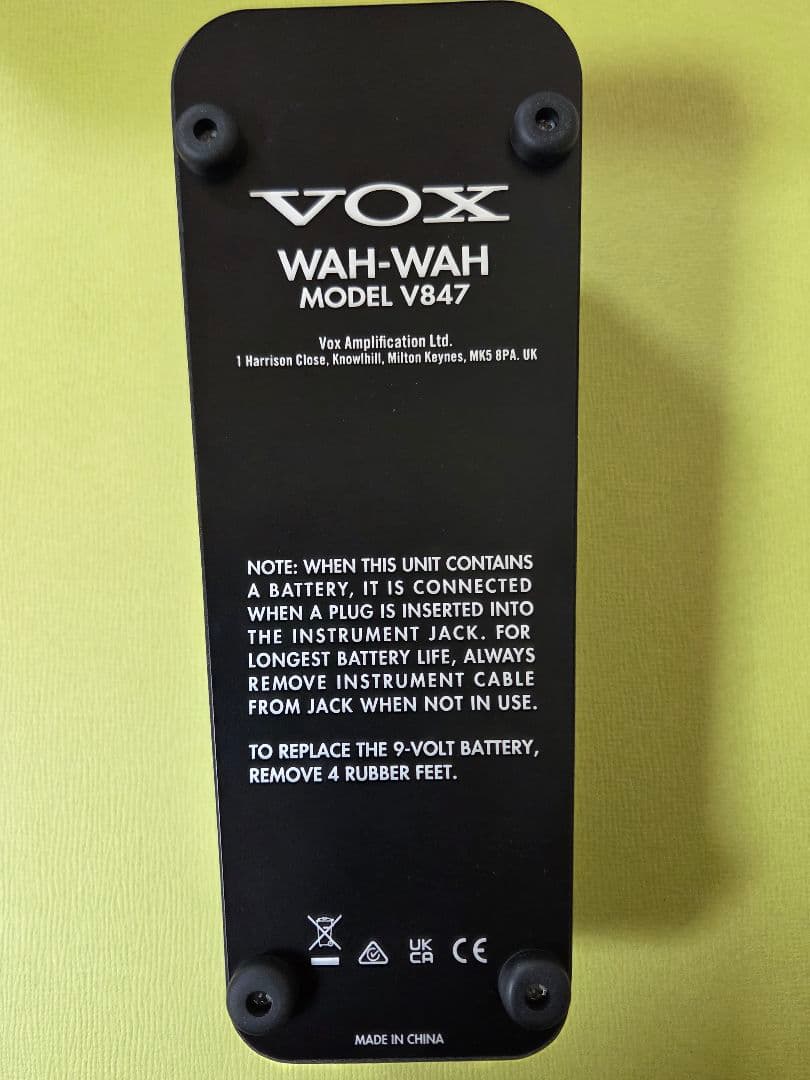 VOX
WAH-WAH
MODEL V847
Vox Amplification Ltd.
1 Harrison Close, Knowlhill, Milton Keynes, MK5 8PA. UK
NOTE: WHEN THIS UNIT CONTAINS
A BATTERY, IT IS CONNECTED
WHEN A PLUG IS INSERTED INTO
THE INSTRUMENT JACK. FOR
LONGEST BATTERY LIFE, ALWAYS
REMOVE INSTRUMENT CABLE
FROM JACK WHEN NOT IN USE.
TO REPLACE THE 9-VOLT BATTERY,
REMOVE 4 RUBBER FEET.
UK
CA CE
MADE IN CHINA